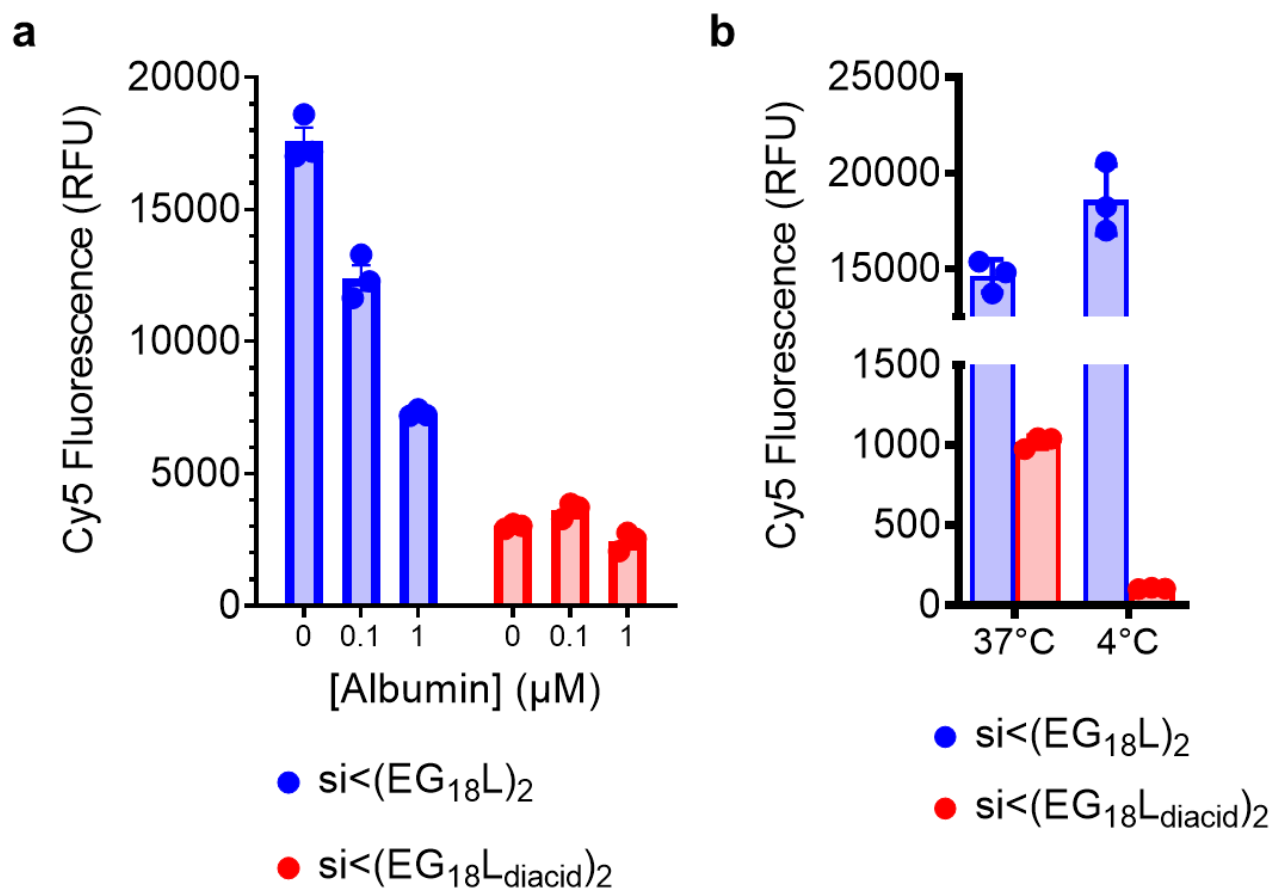 a
Cy5 Fluorescence (RFU)
20000
15000
10000
5000
0
0 0.1 1 0 0.1 1
[Albumin] (µM)
si<(EG₁₈L)₂
si<(EG₁₈L_diacid)₂
b
Cy5 Fluorescence (RFU)
25000
20000
15000
1500
1000
500
0
37°C 4°C
si<(EG₁₈L)₂
si<(EG₁₈L_diacid)₂